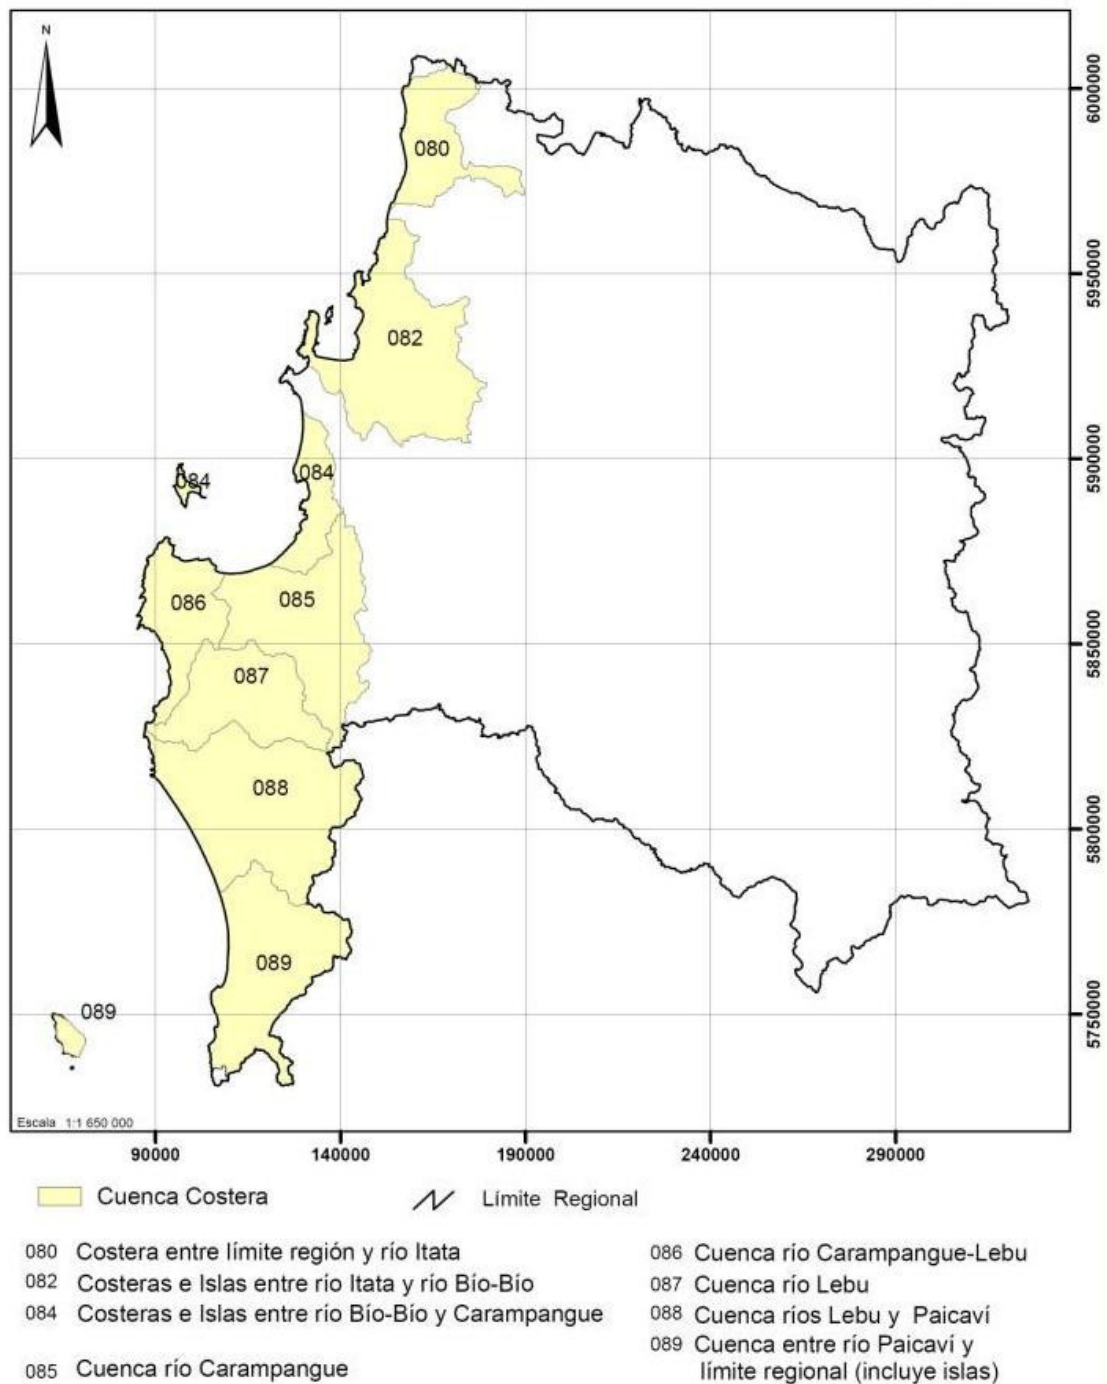 N
6000000
080
5950000
082
5900000
084
084
086
085
5850000
087
088
5800000
089
089
5750000
Escala 1:1 650 000
90000 140000 190000 240000 290000
Cuenca Costera
Límite Regional
080 Costera entre límite región y río Itata
082 Costeras e Islas entre río Itata y río Bío-Bío
084 Costeras e Islas entre río Bío-Bío y Carampangue
085 Cuenca río Carampangue
086 Cuenca río Carampangue-Lebu
087 Cuenca río Lebu
088 Cuenca ríos Lebu y Paicaví
089 Cuenca entre río Paicaví y
límite regional (incluye islas)